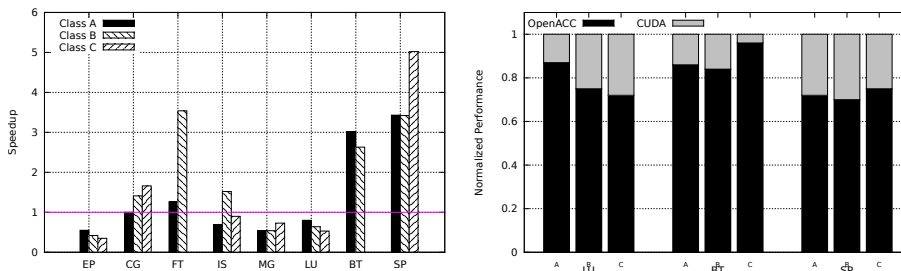 Class A
Class B
Class C
Speedup
6
5
4
3
2
1
0
EP CG FT IS MG LU BT SP
OpenACC CUDA
Normalized Performance
1
0.8
0.6
0.4
0.2
0
A B C A B C A B C
LU BT SP